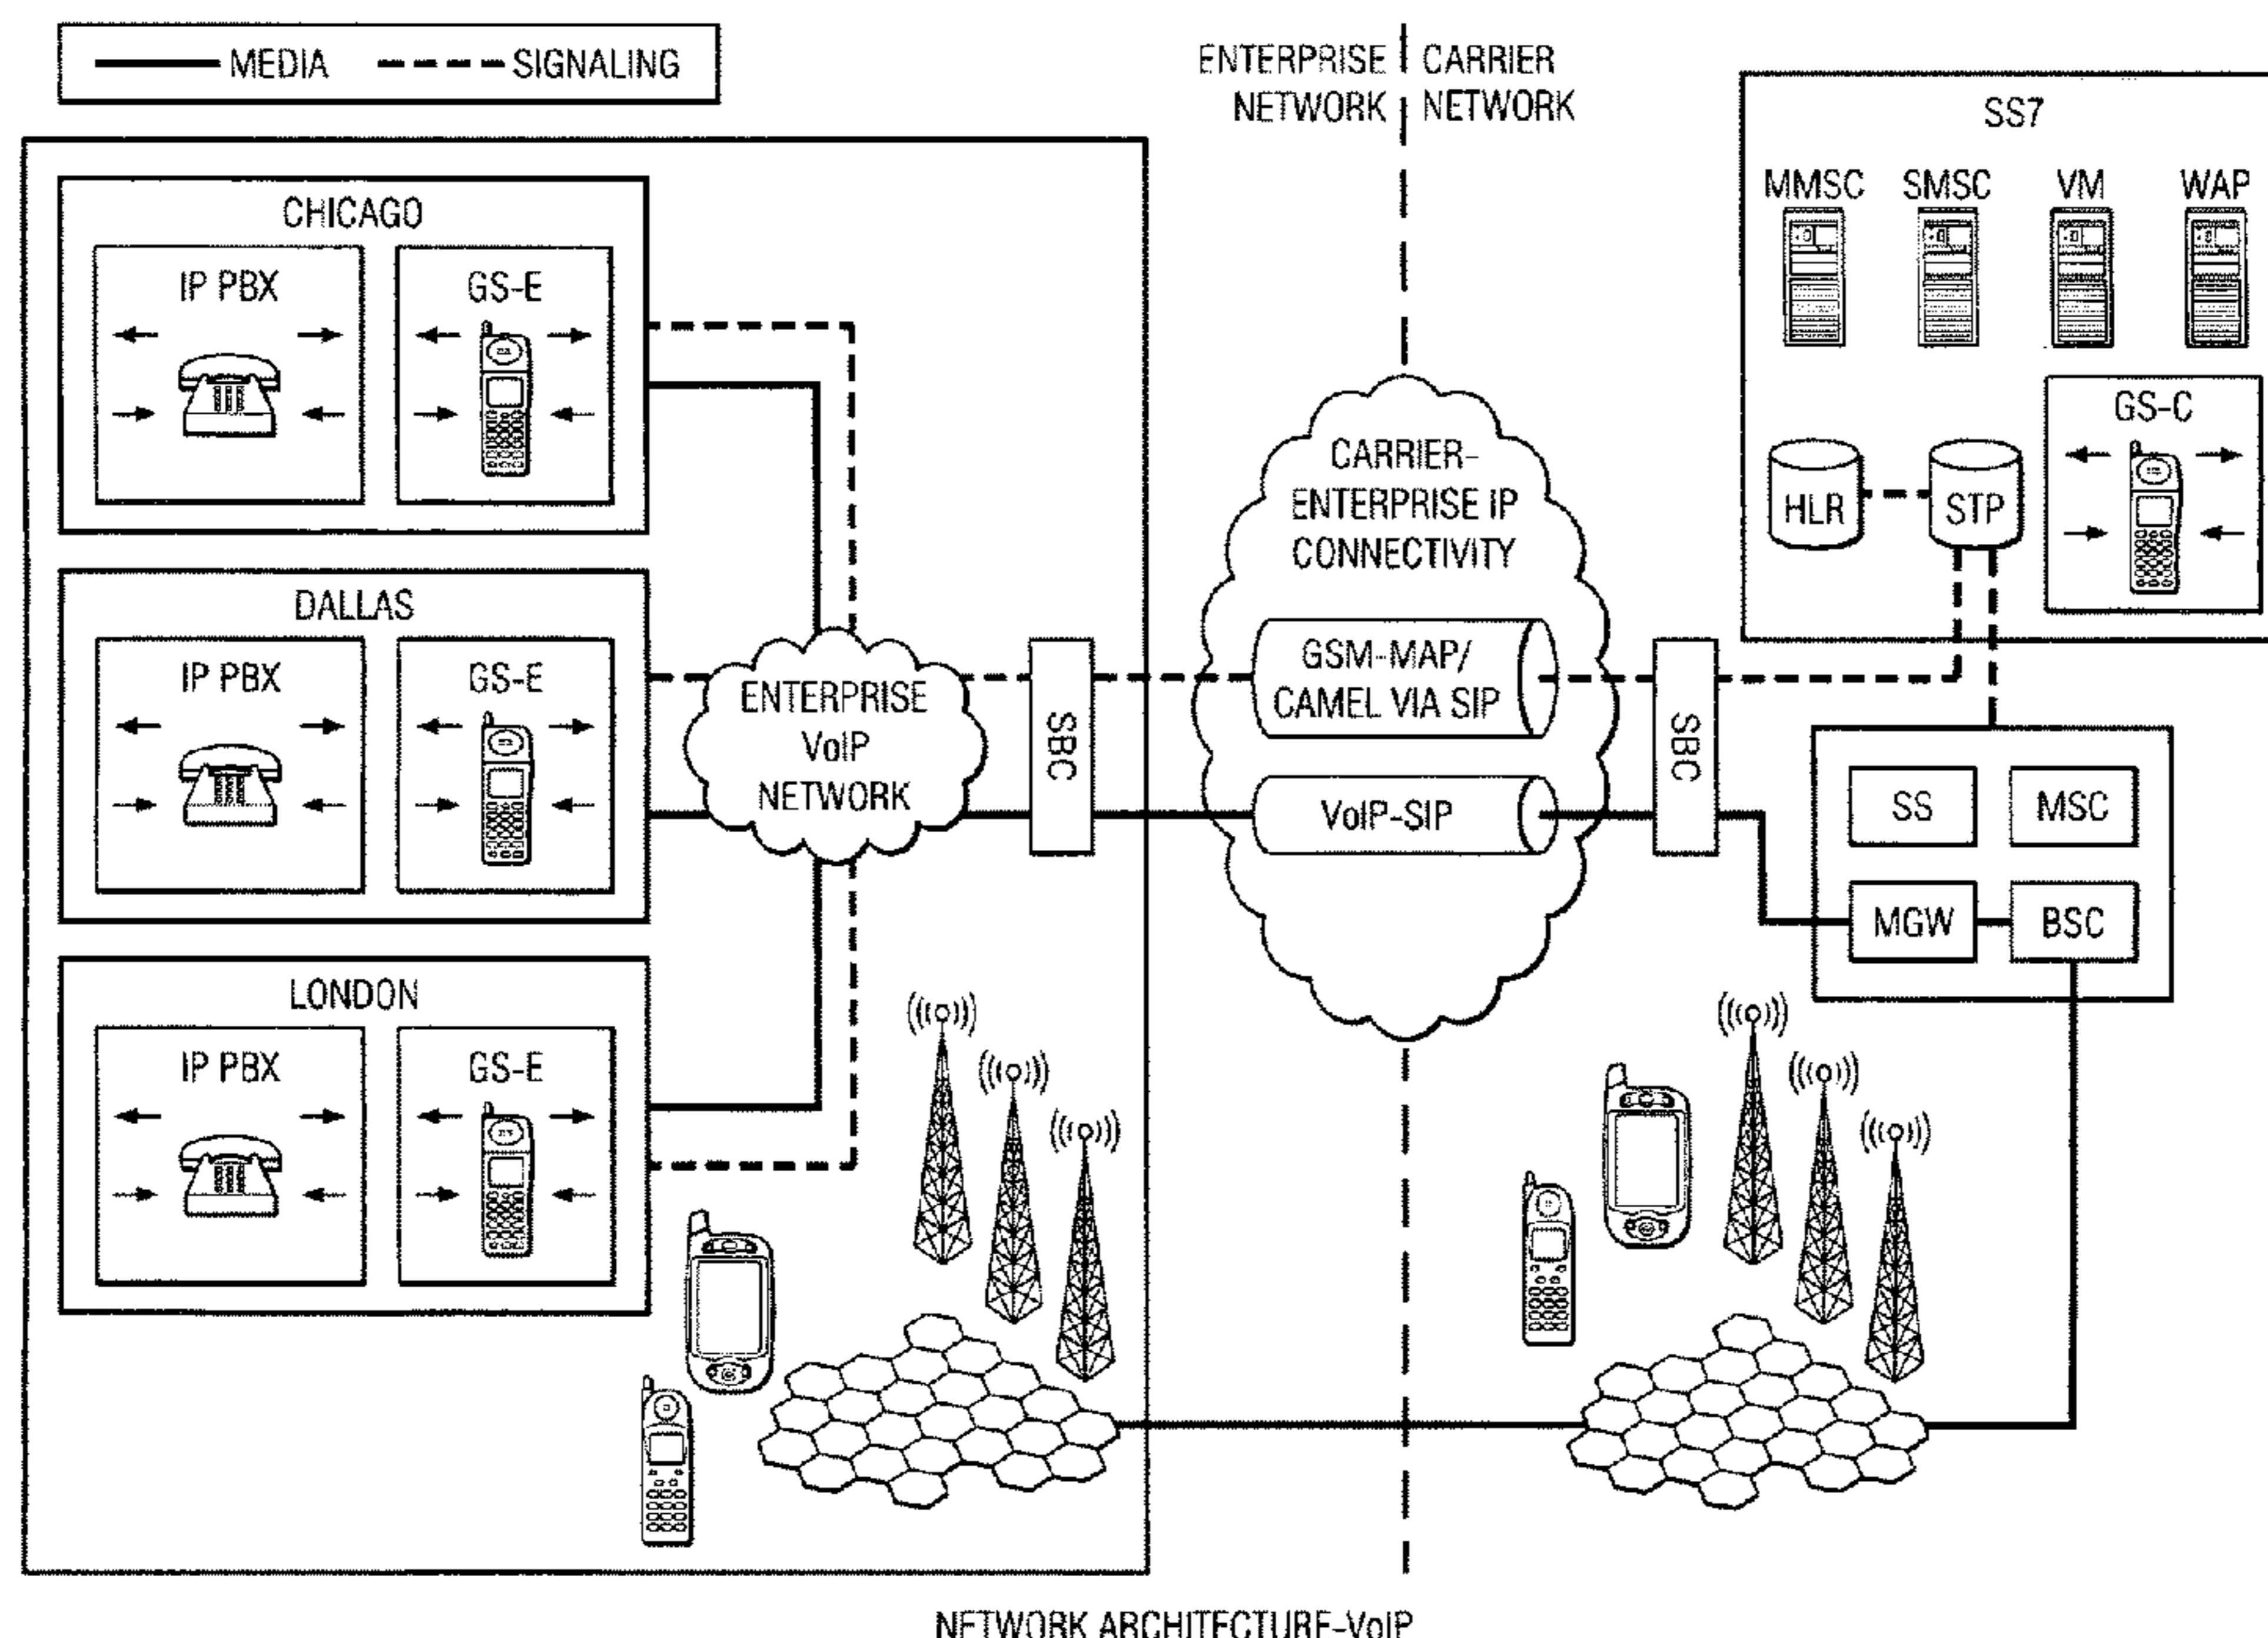 MEDIA SIGNALING
ENTERPRISE NETWORK
CARRIER NETWORK
CHICAGO
IP PBX
GS-E
DALLAS
IP PBX
GS-E
LONDON
IP PBX
GS-E
ENTERPRISE
VoIP
NETWORK
SBC
CARRIER-
ENTERPRISE IP
CONNECTIVITY
GSM-MAP/
CAMEL VIA SIP
VoIP-SIP
SBC
SS7
MMSC SMSC VM WAP
HLR
STP
GS-C
SS
MSC
MGW
BSC
NETWORK ARCHITECTURE-VoIP